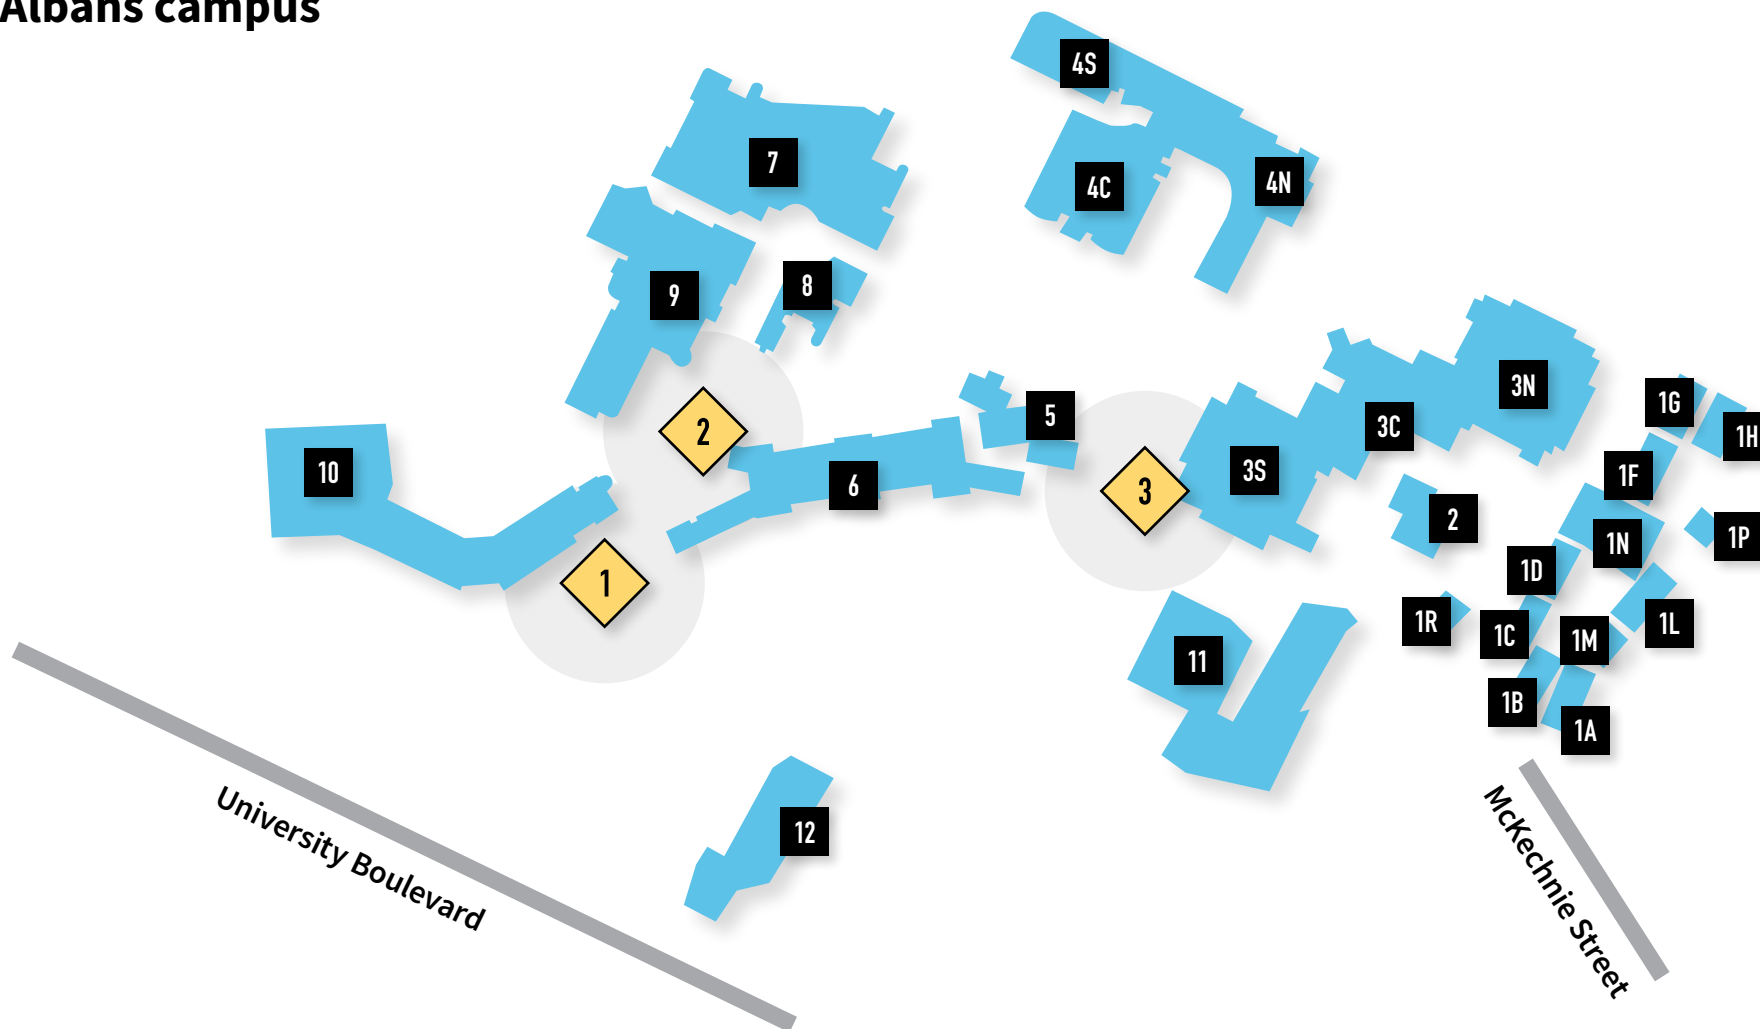 Albans campus
4S
7
4C
4N
8
9
3N
1G
5
3C
1H
2
10
3S
1F
6
3
2
1P
1N
1D
1
1R
1C
1M
1L
11
1B
1A
12
University Boulevard
McKechnie Street